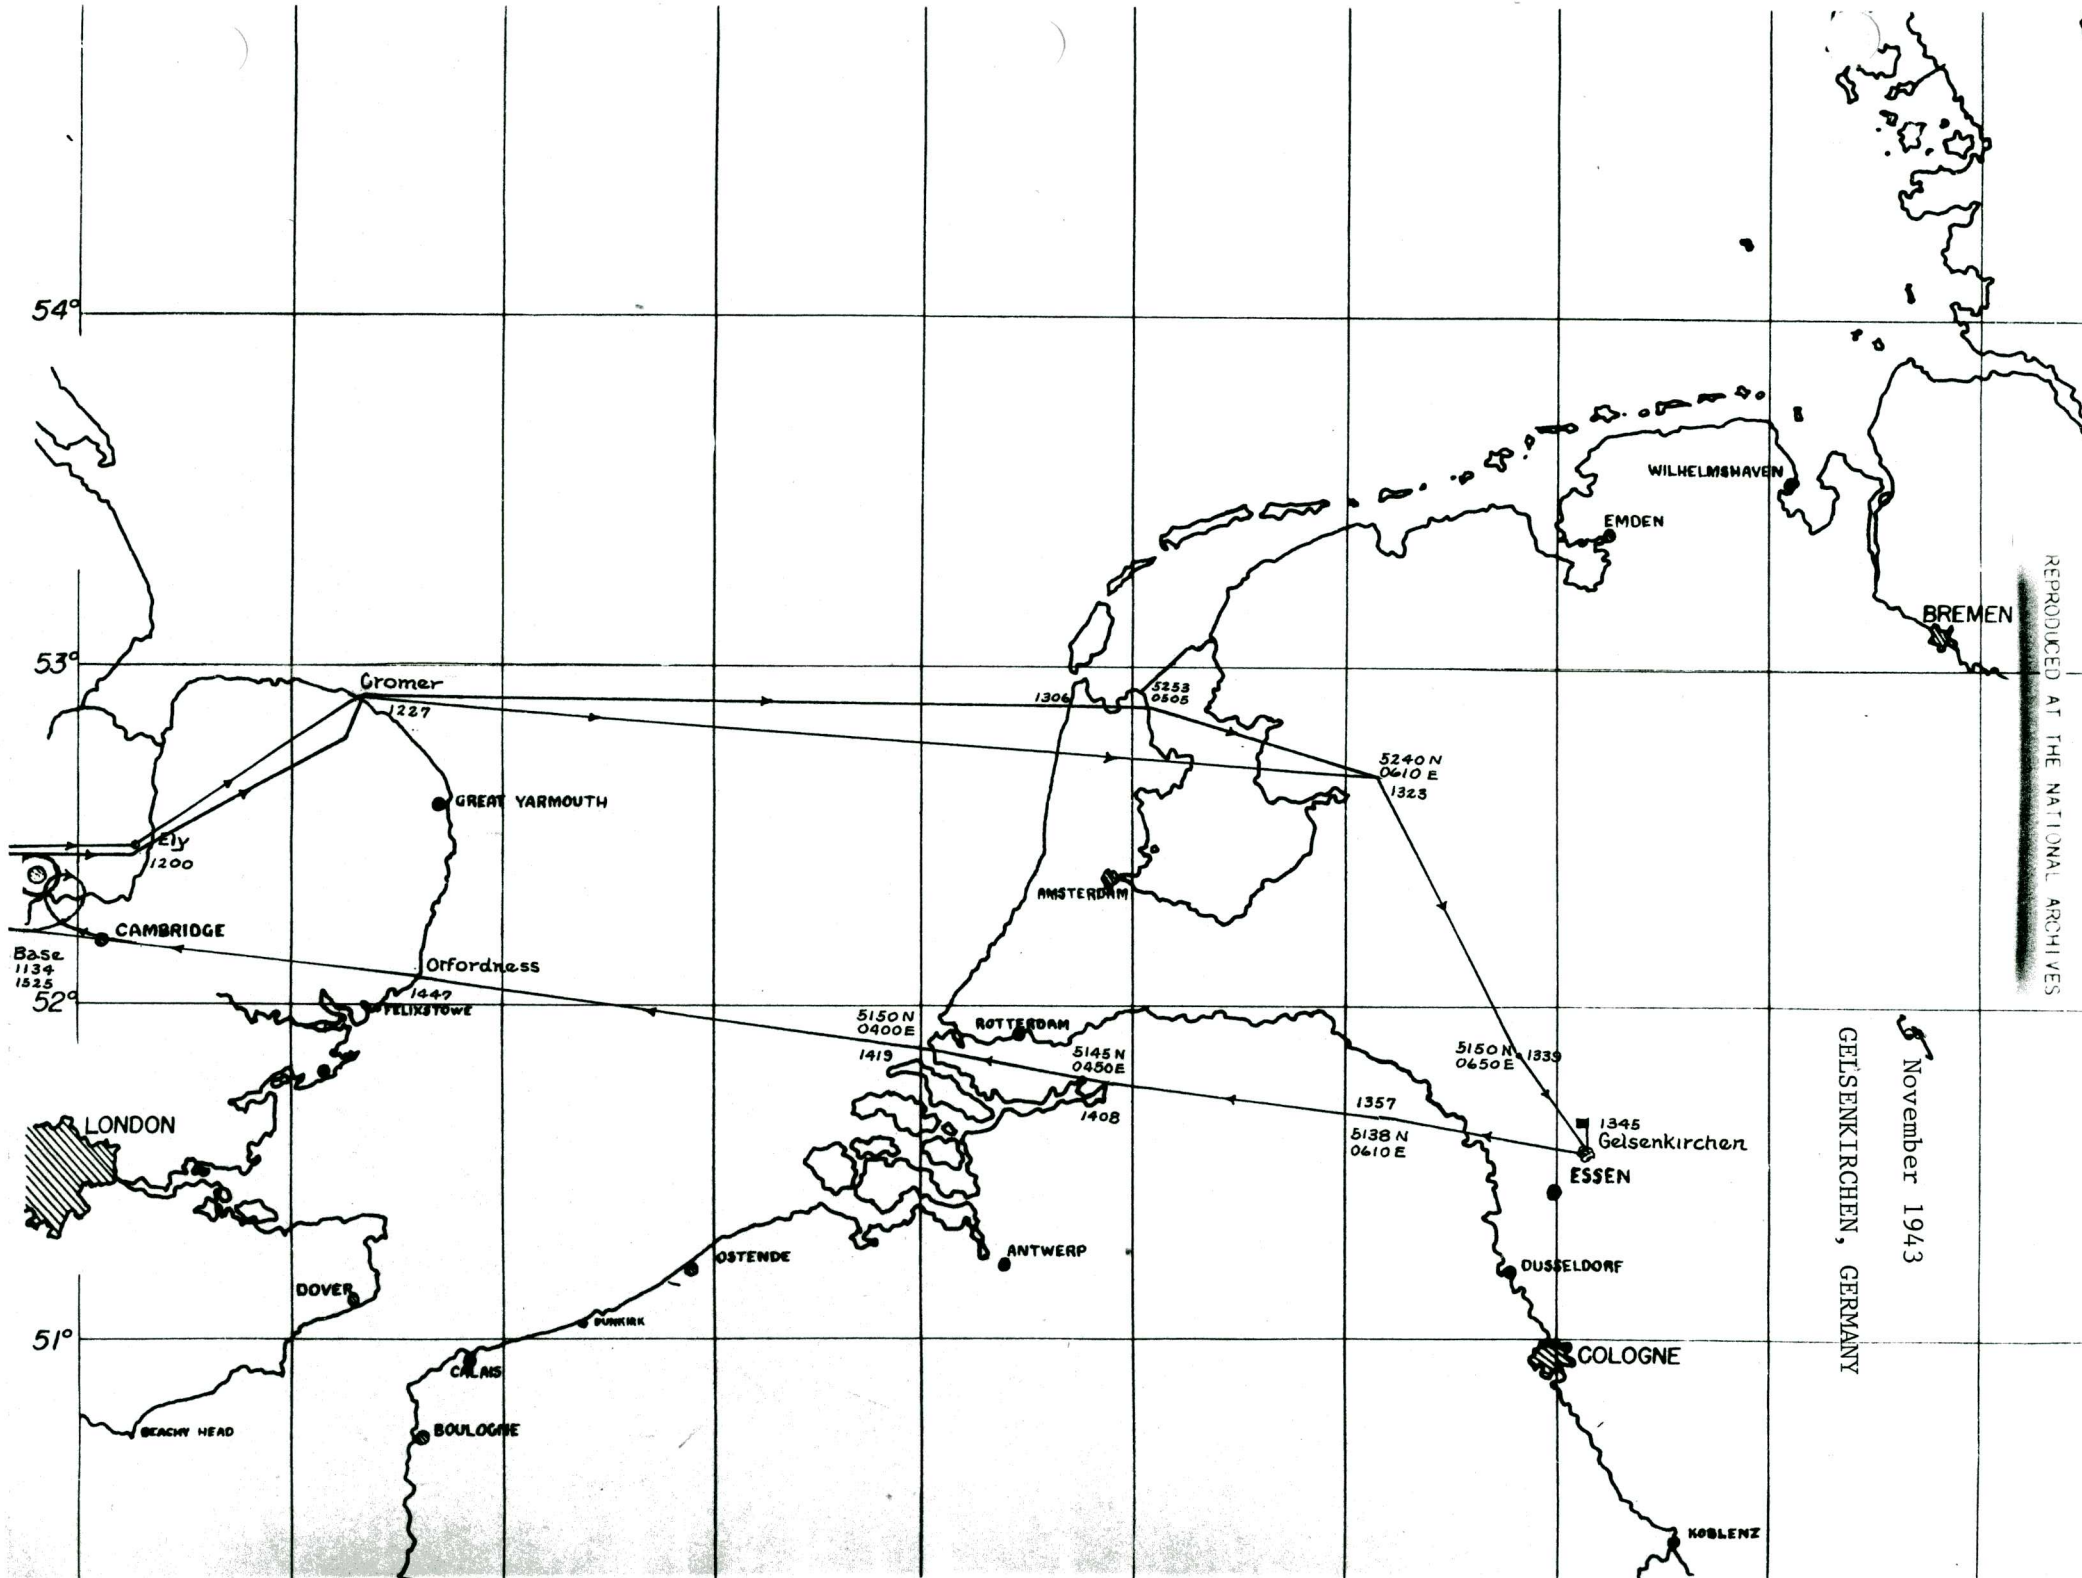 54°
WILHELMSHAVEN
EMDEN
BREMEN
53°
Cromer
1227
1306
5253
0505
5240 N
0610 E
1323
GREAT YARMOUTH
Ely
1200
AMSTERDAM
CAMBRIDGE
Base
1134
1525
Orfordness
1447
52°
FELIXSTOWE
5150 N
0400 E
1419
ROTTERDAM
5145 N
0450 E
1408
5150 N
0650 E
1339
1357
5138 N
0610 E
1345
Gelsenkirchen
ESSEN
LONDON
OSTENDE
ANTWERP
DUSSELDORF
DOVER
DUNKIRK
51°
COLOGNE
CALAIS
BEACHY HEAD
BOULOGNE
KOBLENZ
REPRODUCED AT THE NATIONAL ARCHIVES
November 1943
GELSENKIRCHEN, GERMANY